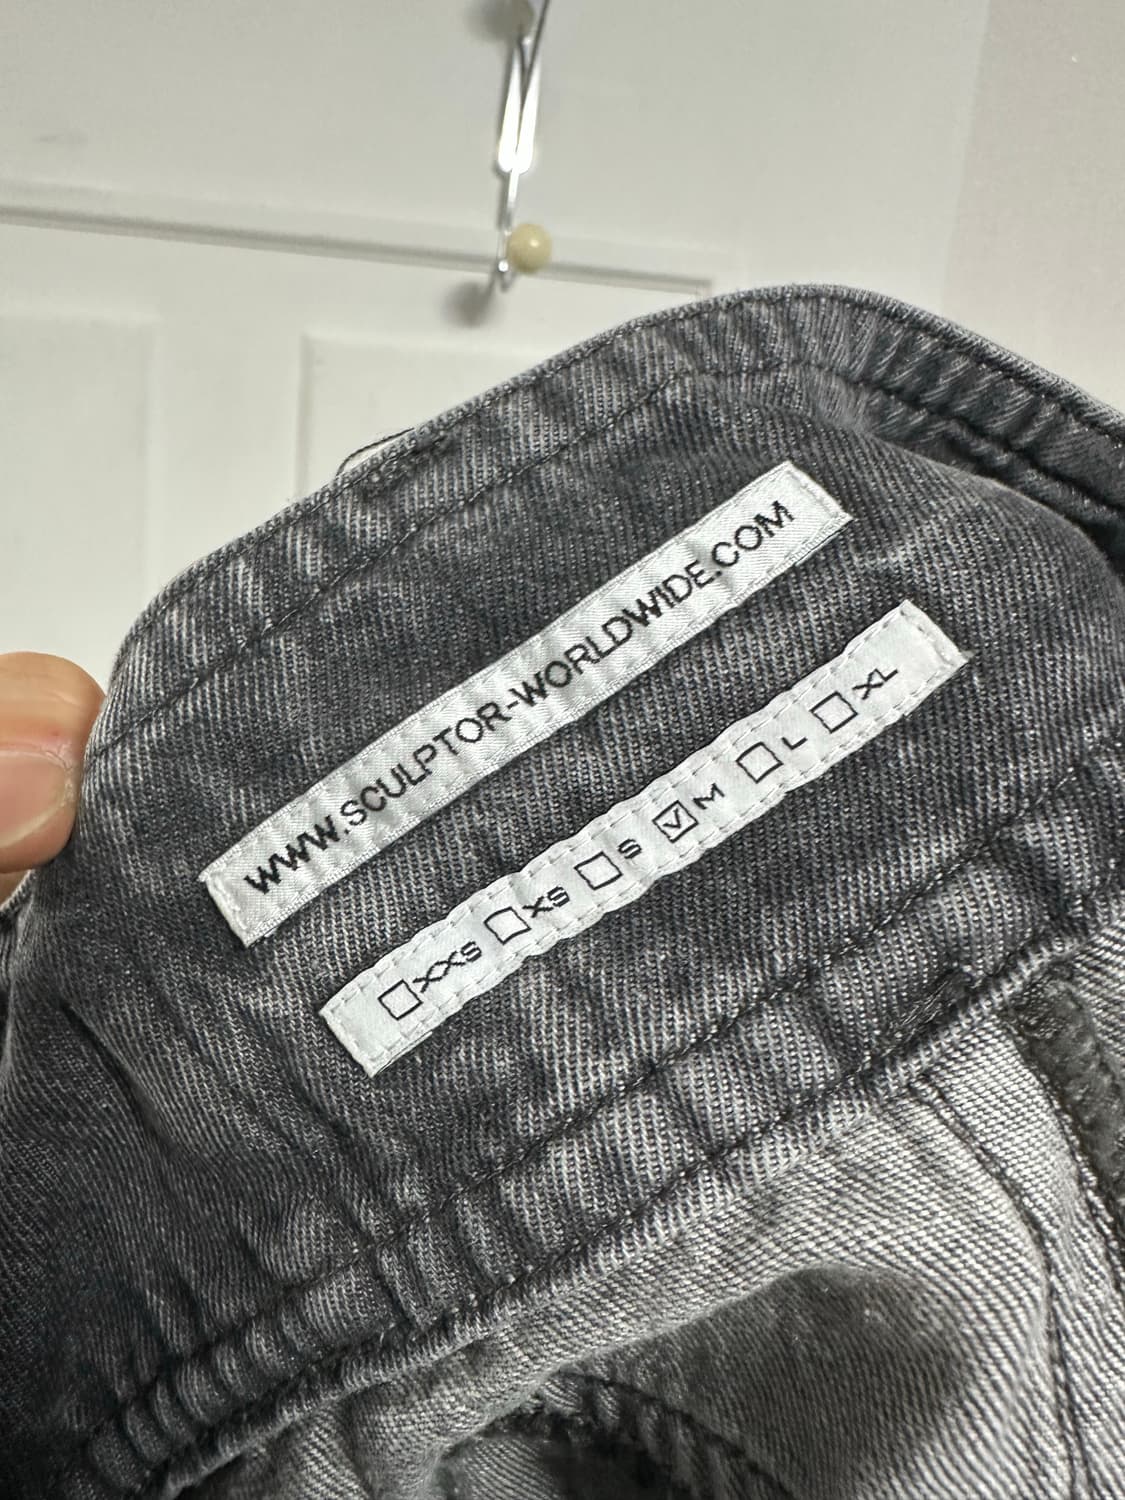 WWW.SCULPTOR-WORLDWIDE.COM
☐ XXS ☐ XS ☐ S ☑ M ☐ L ☐ XL